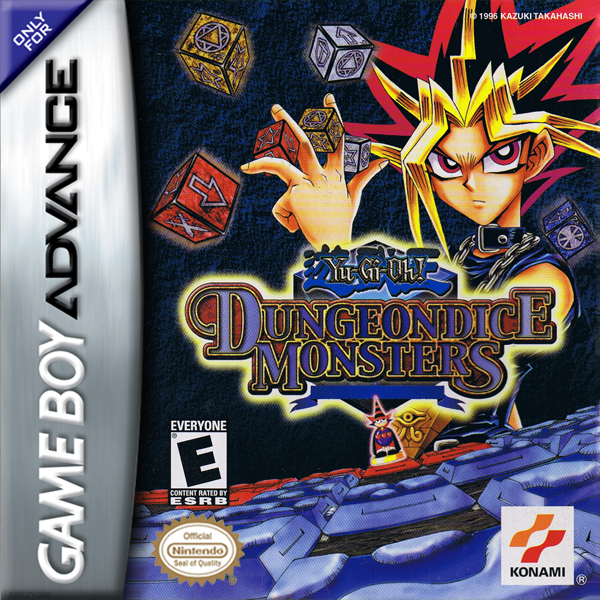 ONLY
FOR
GAME BOY ADVANCE
© 1996 KAZUKI TAKAHASHI
Yu-Gi-Oh!
DUNGEONDICE
MONSTERS
EVERYONE
E
CONTENT RATED BY
ESRB
Official
Nintendo
Seal of Quality
KONAMI
®